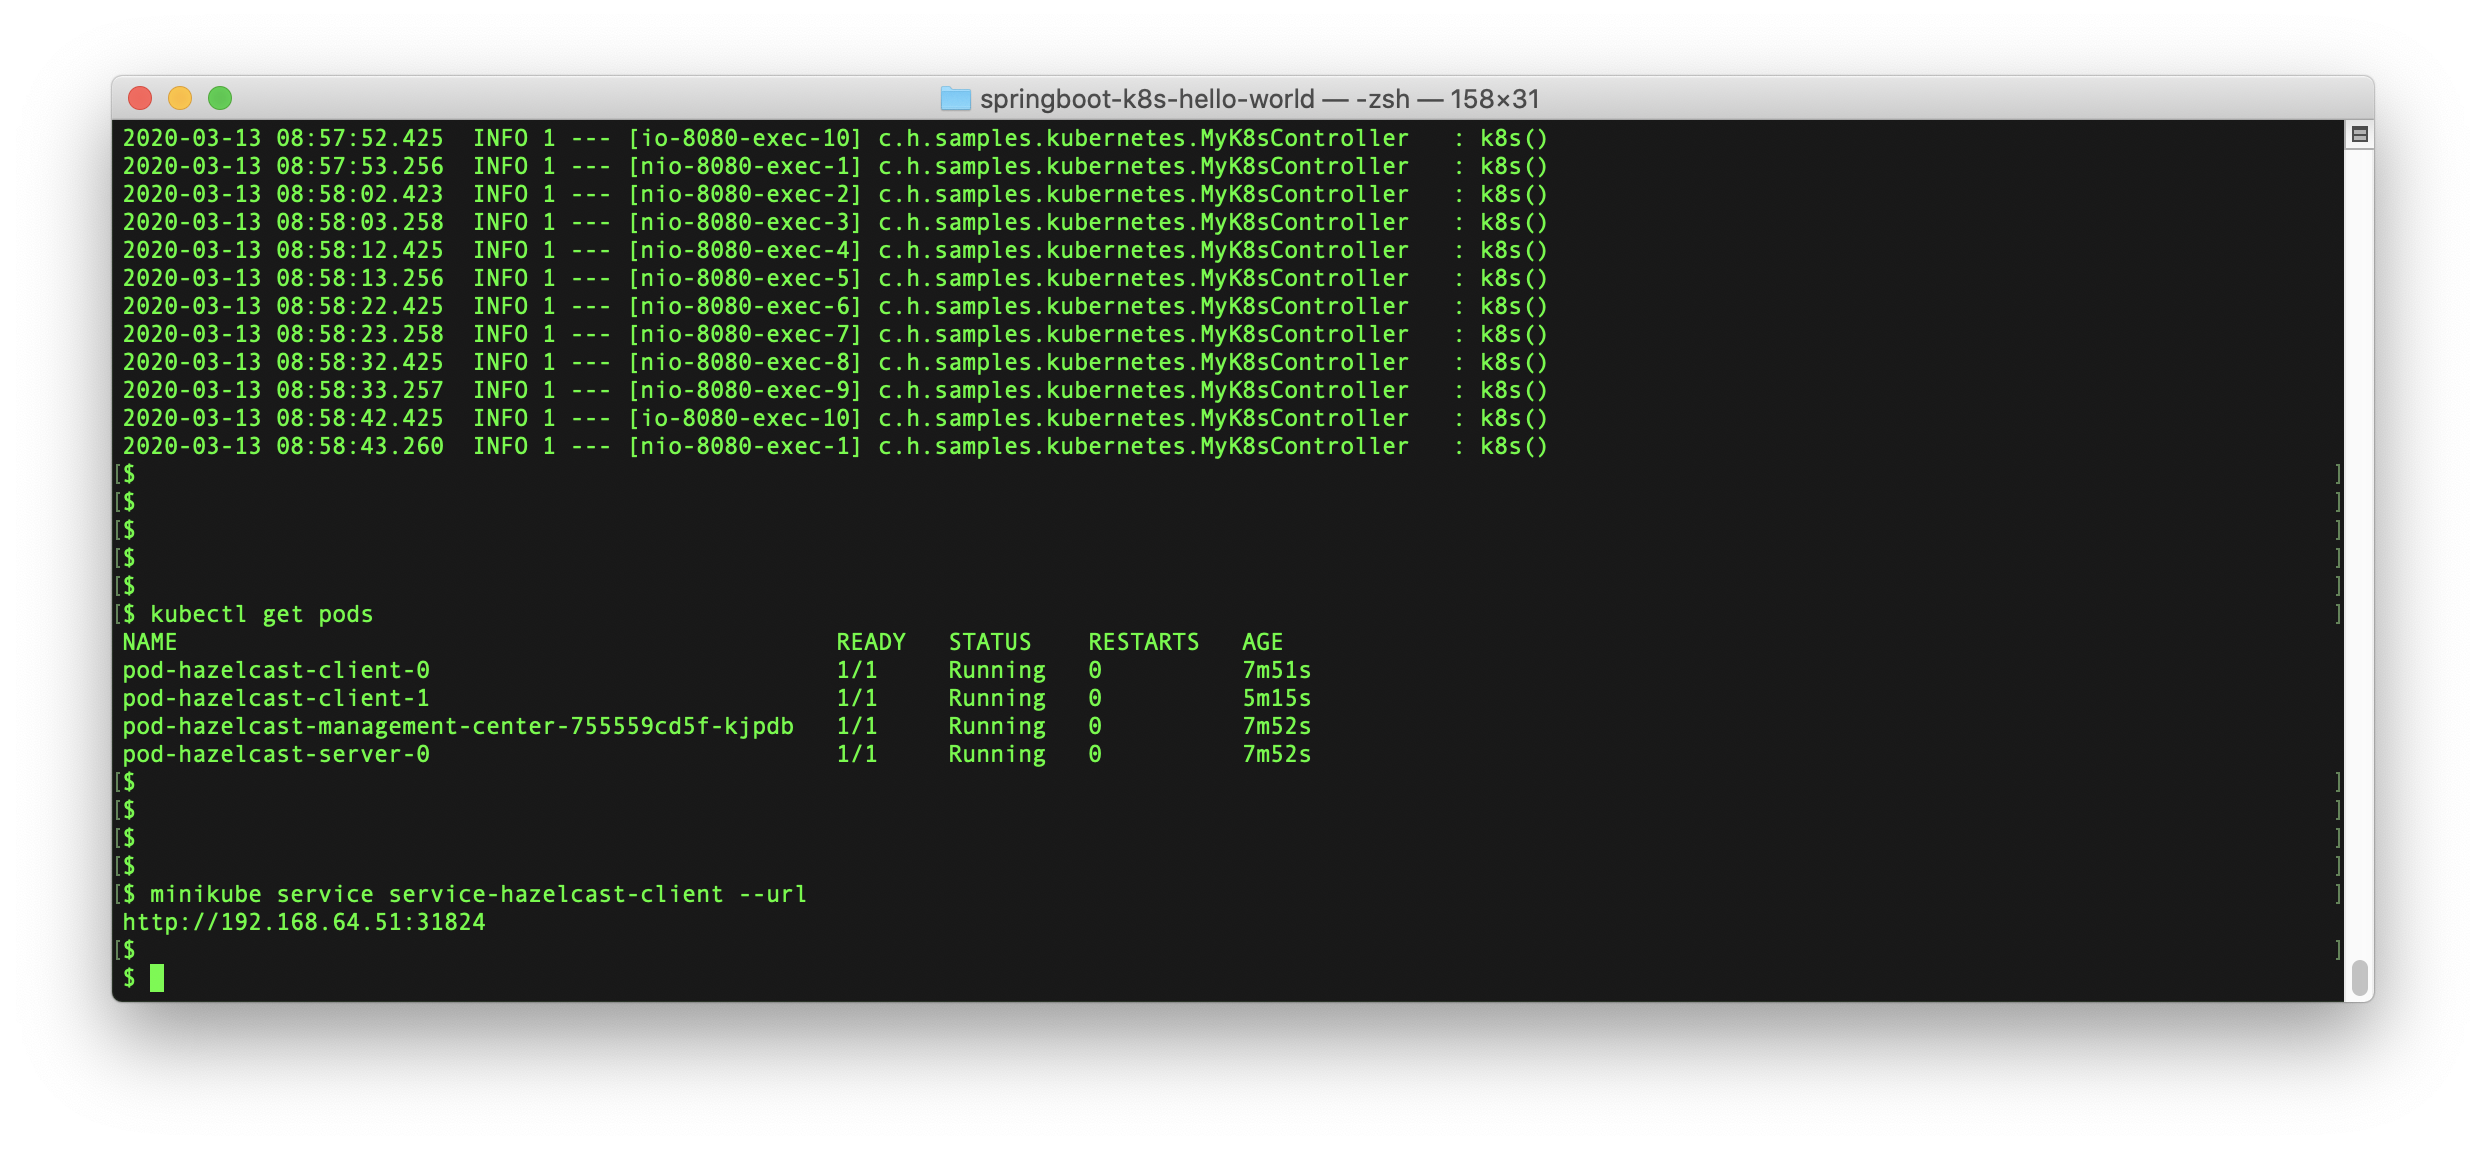 springboot-k8s-hello-world — -zsh — 158×31
2020-03-13 08:57:52.425  INFO 1 --- [io-8080-exec-10] c.h.samples.kubernetes.MyK8sController   : k8s()
2020-03-13 08:57:53.256  INFO 1 --- [nio-8080-exec-1] c.h.samples.kubernetes.MyK8sController   : k8s()
2020-03-13 08:58:02.423  INFO 1 --- [nio-8080-exec-2] c.h.samples.kubernetes.MyK8sController   : k8s()
2020-03-13 08:58:03.258  INFO 1 --- [nio-8080-exec-3] c.h.samples.kubernetes.MyK8sController   : k8s()
2020-03-13 08:58:12.425  INFO 1 --- [nio-8080-exec-4] c.h.samples.kubernetes.MyK8sController   : k8s()
2020-03-13 08:58:13.256  INFO 1 --- [nio-8080-exec-5] c.h.samples.kubernetes.MyK8sController   : k8s()
2020-03-13 08:58:22.425  INFO 1 --- [nio-8080-exec-6] c.h.samples.kubernetes.MyK8sController   : k8s()
2020-03-13 08:58:23.258  INFO 1 --- [nio-8080-exec-7] c.h.samples.kubernetes.MyK8sController   : k8s()
2020-03-13 08:58:32.425  INFO 1 --- [nio-8080-exec-8] c.h.samples.kubernetes.MyK8sController   : k8s()
2020-03-13 08:58:33.257  INFO 1 --- [nio-8080-exec-9] c.h.samples.kubernetes.MyK8sController   : k8s()
2020-03-13 08:58:42.425  INFO 1 --- [io-8080-exec-10] c.h.samples.kubernetes.MyK8sController   : k8s()
2020-03-13 08:58:43.260  INFO 1 --- [nio-8080-exec-1] c.h.samples.kubernetes.MyK8sController   : k8s()
[$ ]
[$ ]
[$ ]
[$ ]
[$ ]
[$ kubectl get pods ]
NAME                                               READY   STATUS    RESTARTS   AGE
pod-hazelcast-client-0                             1/1     Running   0          7m51s
pod-hazelcast-client-1                             1/1     Running   0          5m15s
pod-hazelcast-management-center-755559cd5f-kjpdb   1/1     Running   0          7m52s
pod-hazelcast-server-0                             1/1     Running   0          7m52s
[$ ]
[$ ]
[$ ]
[$ ]
[$ minikube service service-hazelcast-client --url ]
http://192.168.64.51:31824
[$ ]
$